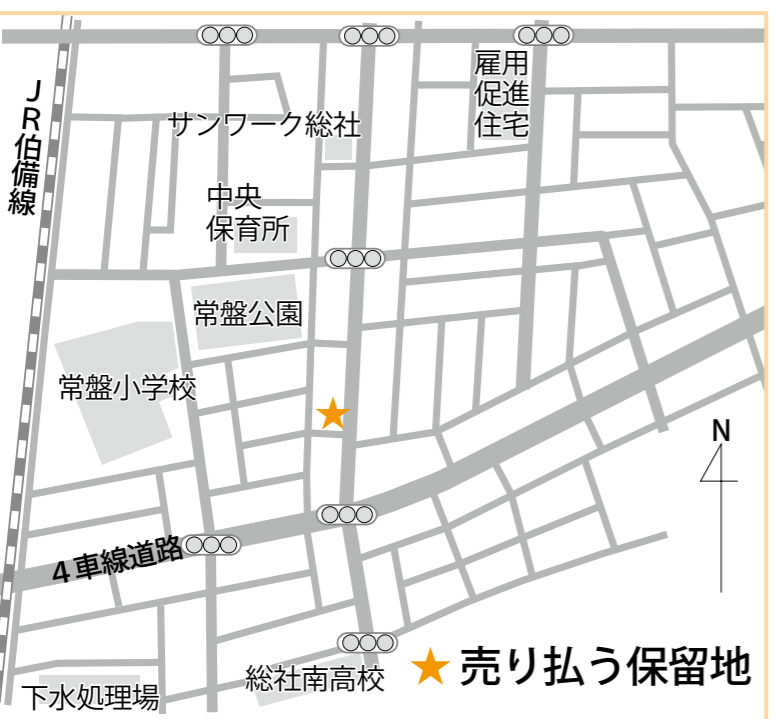 雇用
促進
住宅
JR伯備線
サンワーク総社
中央
保育所
常盤公園
常盤小学校
N
4車線道路
総社南高校
★売り払う保留地
下水処理場